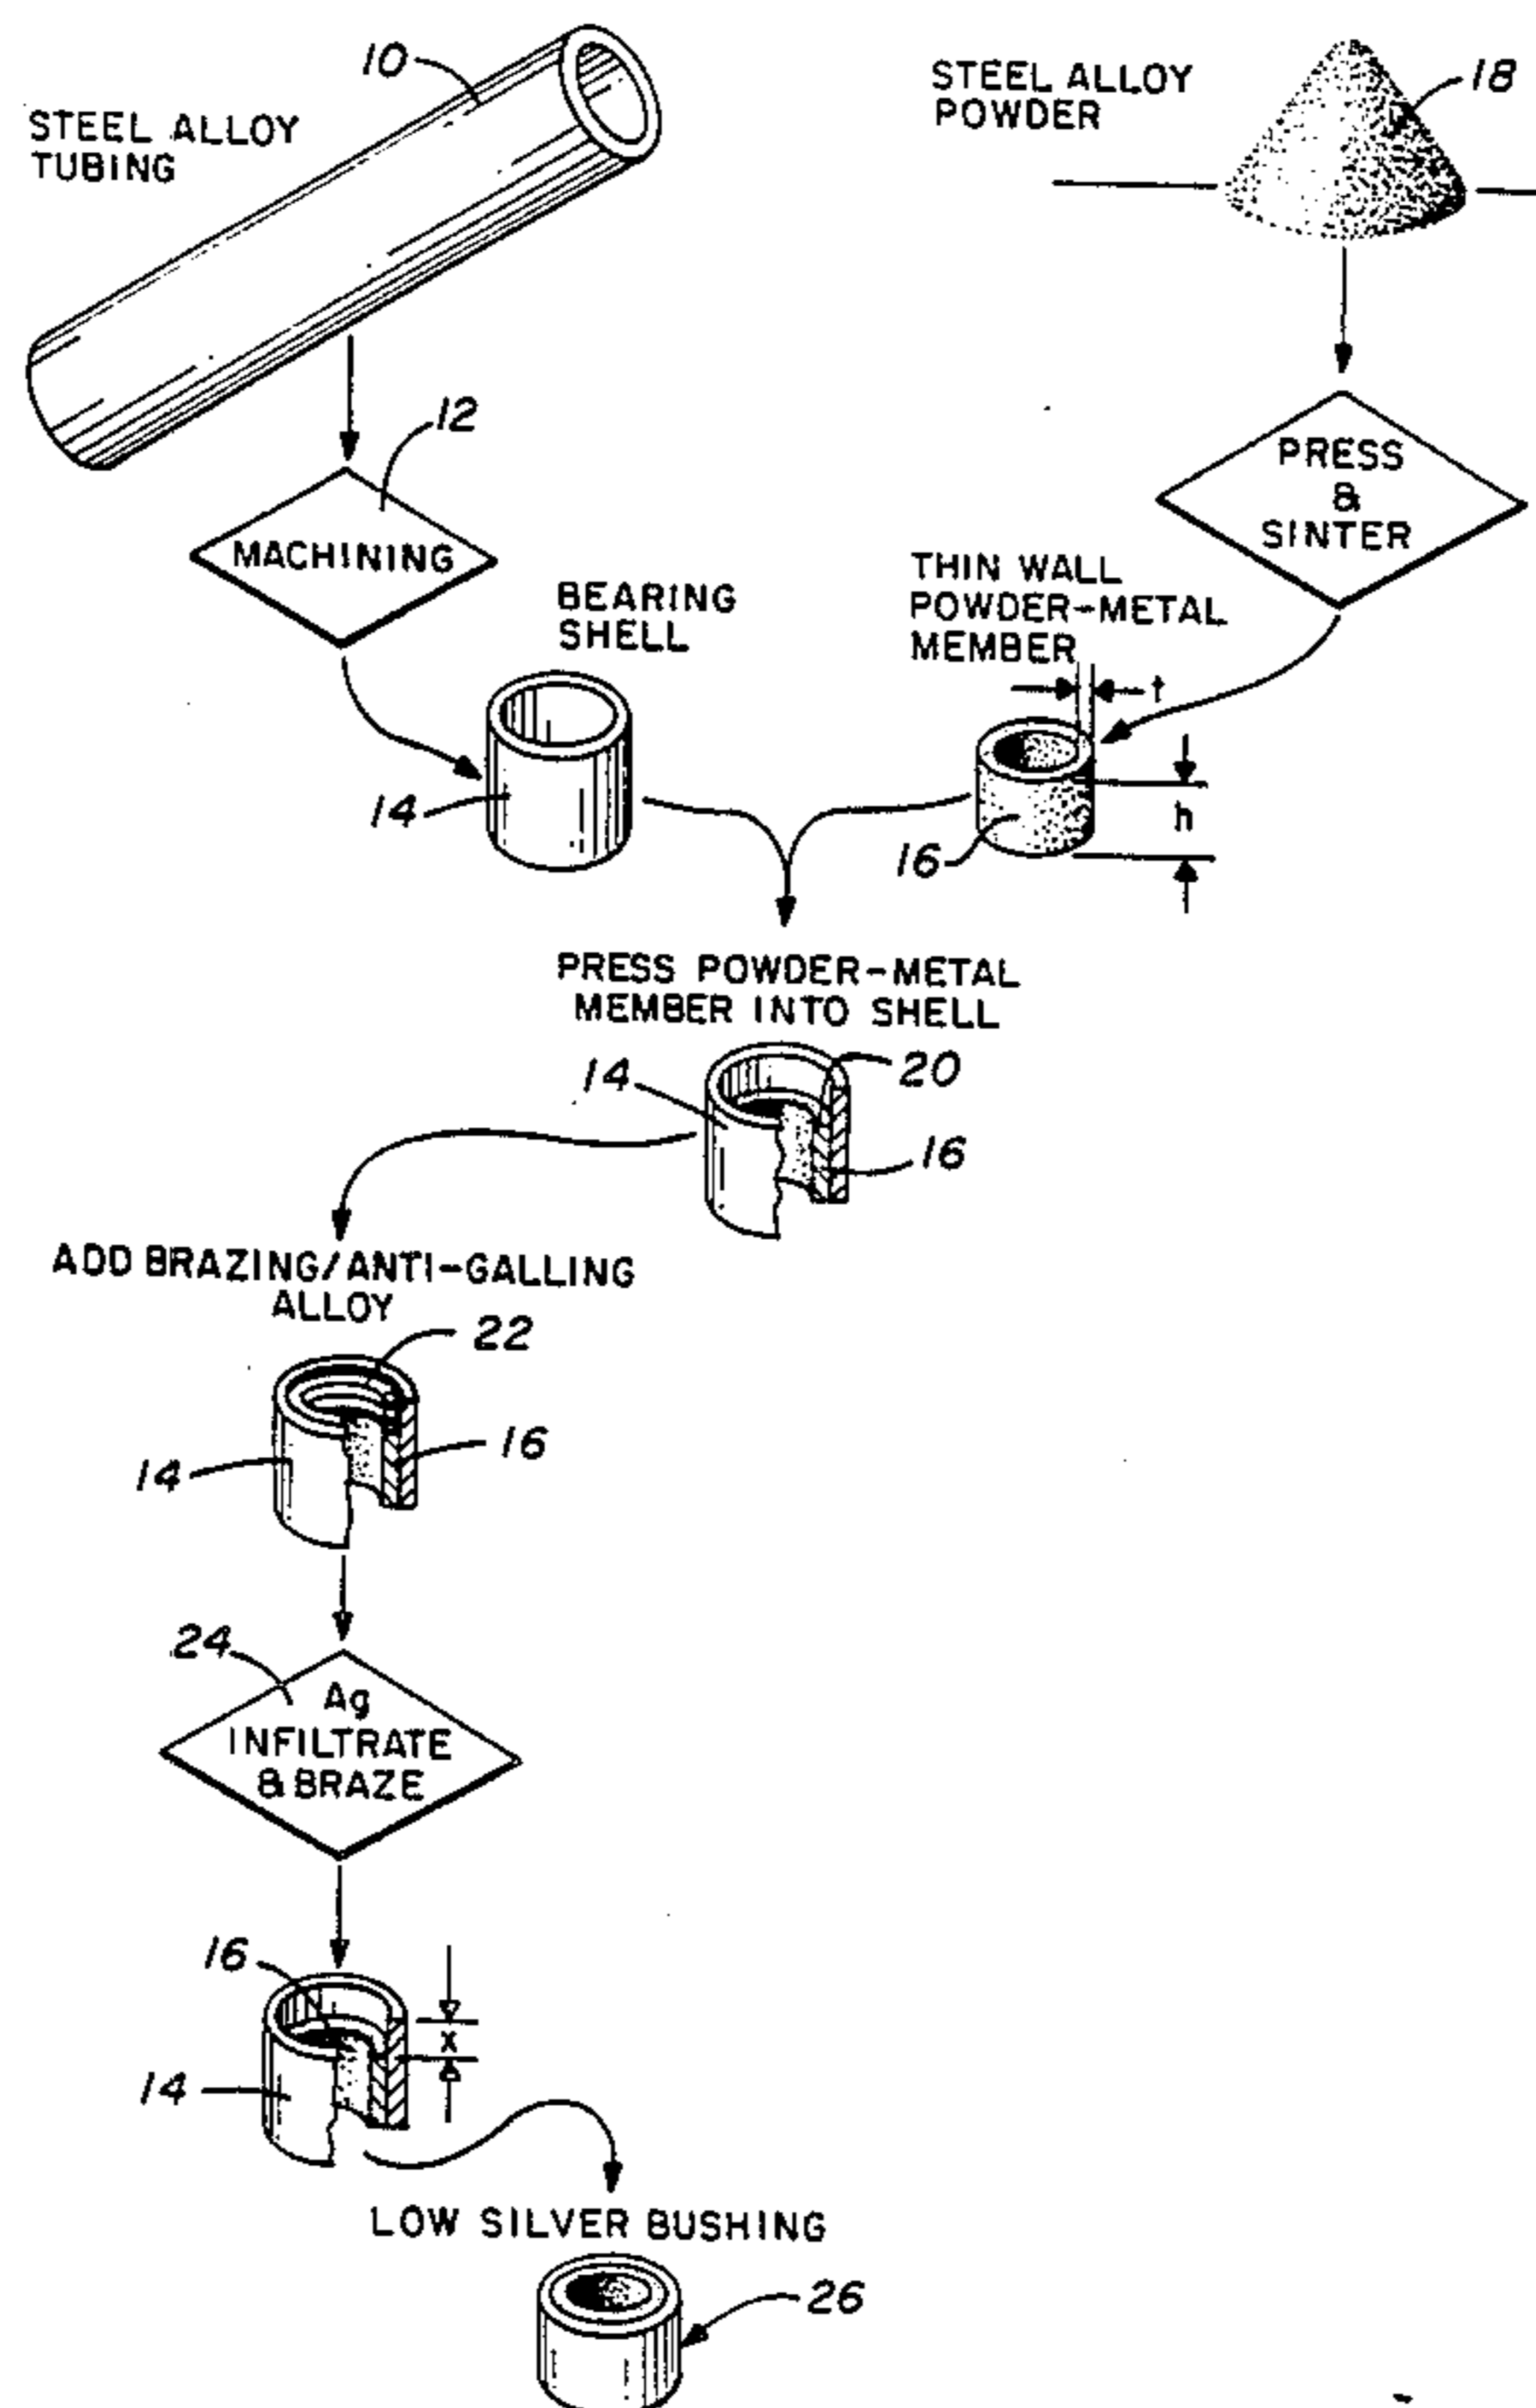 10
STEEL ALLOY
TUBING
STEEL ALLOY
POWDER
18
12
MACHINING
PRESS
&
SINTER
BEARING
SHELL
THIN WALL
POWDER-METAL
MEMBER
t
14
16
h
PRESS POWDER-METAL
MEMBER INTO SHELL
14
20
16
ADD BRAZING/ANTI-GALLING
ALLOY
22
14
16
24
Ag
INFILTRATE
& BRAZE
16
x
14
LOW SILVER BUSHING
26